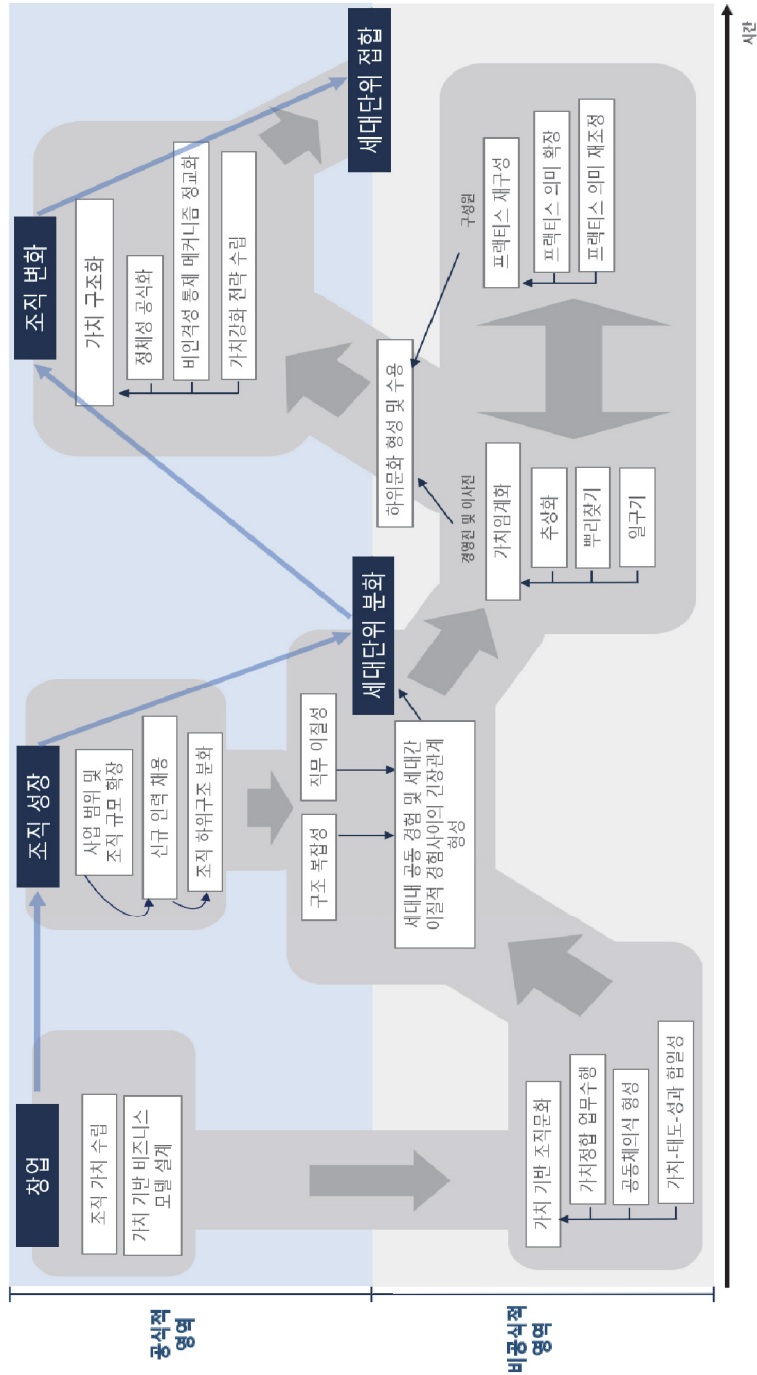 공식적
영역
비공식적
영역
창업
조직 가치 수립
가치 기반 비즈니스
모델 설계
가치 기반 조직문화
가치정합 업무수행
공동체의식 형성
가치-태도-성과 합일성
조직 성장
사업 범위 및
조직 규모 확장
신규 인력 채용
조직 하위구조 분화
구조 복잡성
직무 이질성
세대내 공동 경험 및 세대간
이질적 경험사이의 긴장관계
형성
세대단위 분화
경영진 및 이사진
가치임계화
추상화
뿌리찾기
일구기
하위문화 형성 및 수용
구성원
프랙티스 재구성
프랙티스 의미 확장
프랙티스 의미 재조정
조직 변화
가치 구조화
정체성 공식화
비인격성 통제 메커니즘 정교화
가치강화 전략 수립
세대단위 접합
시간